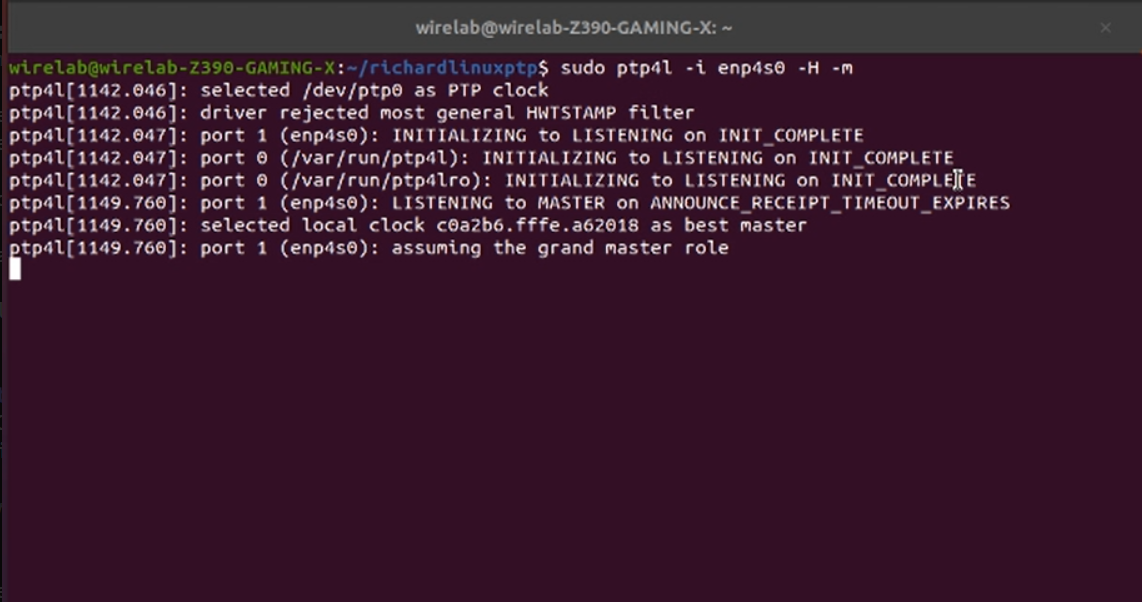 wirelab@wirelab-Z390-GAMING-X: ~
wirelab@wirelab-Z390-GAMING-X:~/richardlinuxptp$ sudo ptp4l -i enp4s0 -H -m
ptp4l[1142.046]: selected /dev/ptp0 as PTP clock
ptp4l[1142.046]: driver rejected most general HWTSTAMP filter
ptp4l[1142.047]: port 1 (enp4s0): INITIALIZING to LISTENING on INIT_COMPLETE
ptp4l[1142.047]: port 0 (/var/run/ptp4l): INITIALIZING to LISTENING on INIT_COMPLETE
ptp4l[1142.047]: port 0 (/var/run/ptp4lro): INITIALIZING to LISTENING on INIT_COMPLETE
ptp4l[1149.760]: port 1 (enp4s0): LISTENING to MASTER on ANNOUNCE_RECEIPT_TIMEOUT_EXPIRES
ptp4l[1149.760]: selected local clock c0a2b6.fffe.a62018 as best master
ptp4l[1149.760]: port 1 (enp4s0): assuming the grand master role